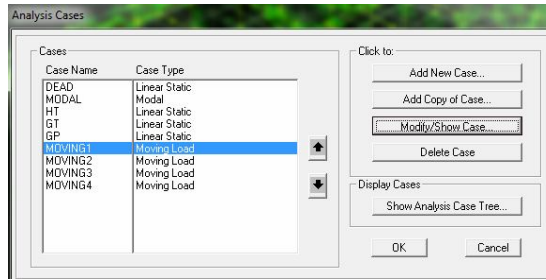 Analysis Cases
Cases
Case Name Case Type
DEAD Linear Static
MODAL Modal
HT Linear Static
GT Linear Static
GP Linear Static
MOVING1 Moving Load
MOVING2 Moving Load
MOVING3 Moving Load
MOVING4 Moving Load
Click to:
Add New Case...
Add Copy of Case...
Modify/Show Case...
Delete Case
Display Cases
Show Analysis Case Tree...
OK Cancel